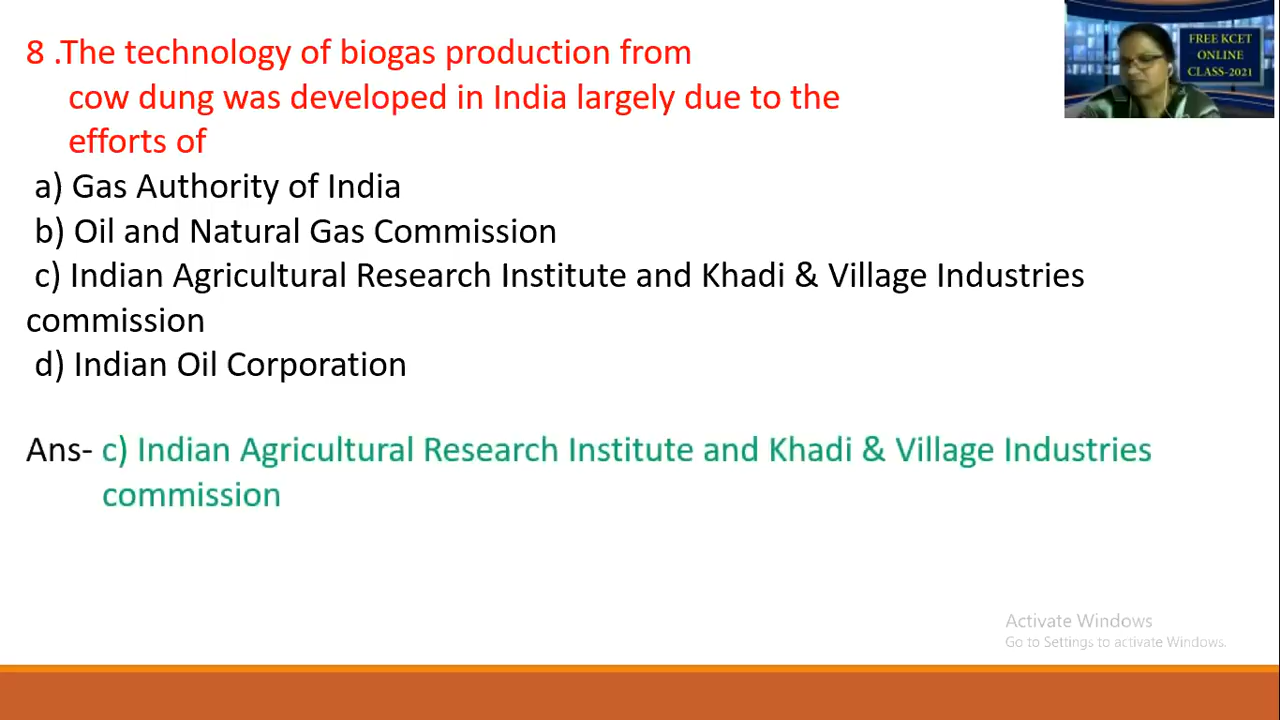 8 .The technology of biogas production from
cow dung was developed in India largely due to the
efforts of
a) Gas Authority of India
b) Oil and Natural Gas Commission
c) Indian Agricultural Research Institute and Khadi & Village Industries
commission
d) Indian Oil Corporation
Ans- c) Indian Agricultural Research Institute and Khadi & Village Industries
commission
FREE KCET
ONLINE
CLASS-2021
Activate Windows
Go to Settings to activate Windows.